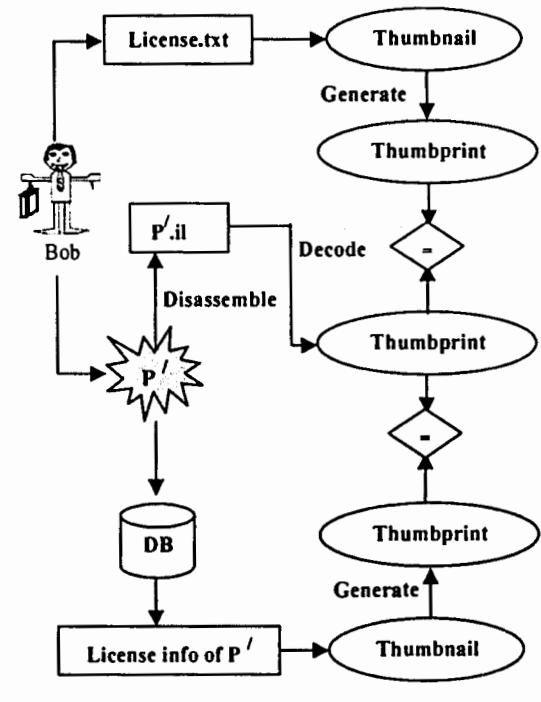 License.txt
Thumbnail
Generate
Thumbprint
Bob
P′.il
Decode
=
Disassemble
Thumbprint
P′
=
DB
Thumbprint
Generate
License info of P′
Thumbnail